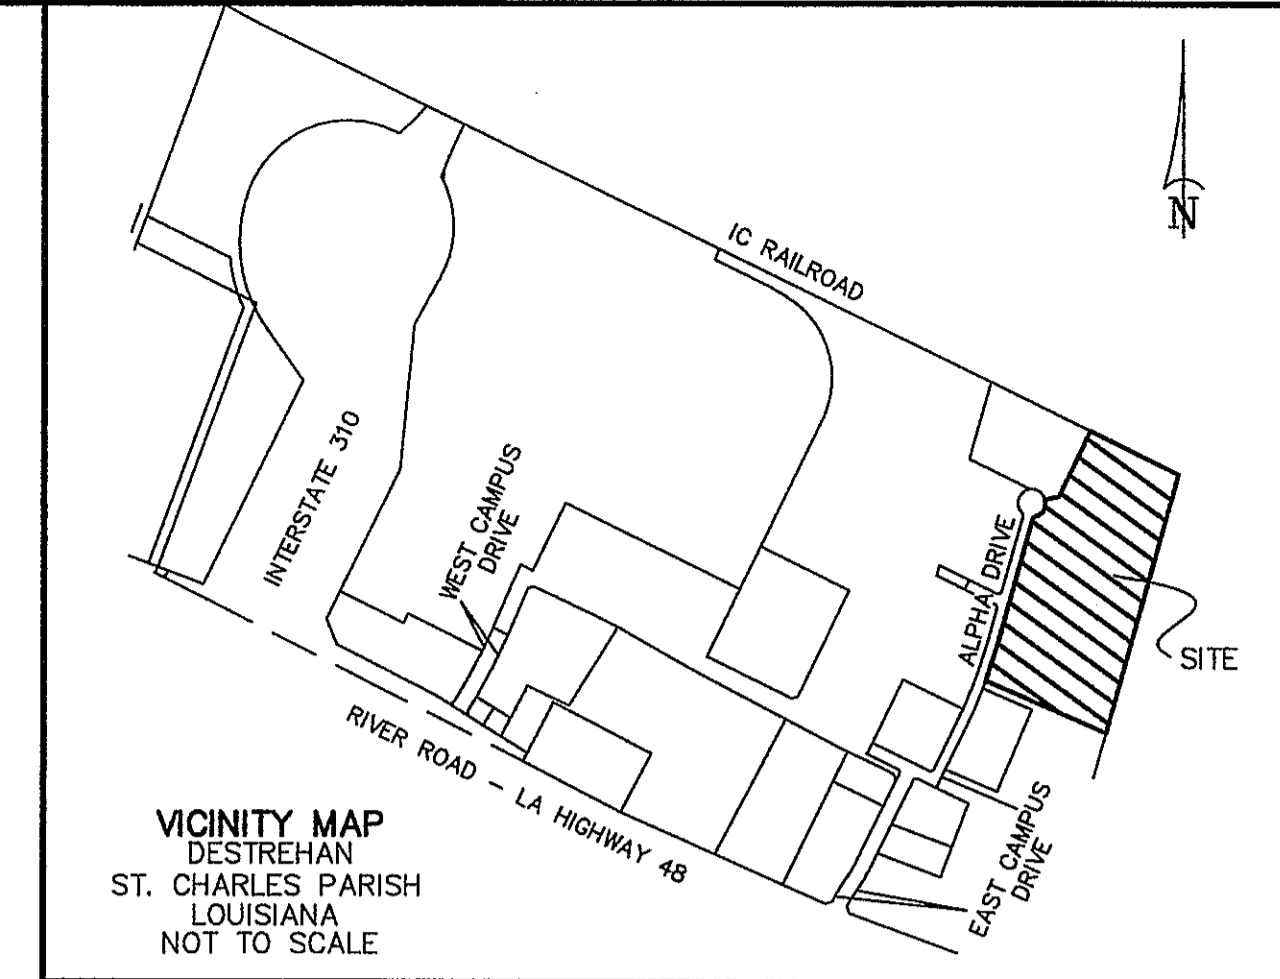 N
IC RAILROAD
INTERSTATE 310
WEST CAMPUS
DRIVE
ALPHA DRIVE
SITE
RIVER ROAD - LA HIGHWAY 48
EAST CAMPUS
DRIVE
VICINITY MAP
DESTREHAN
ST. CHARLES PARISH
LOUISIANA
NOT TO SCALE